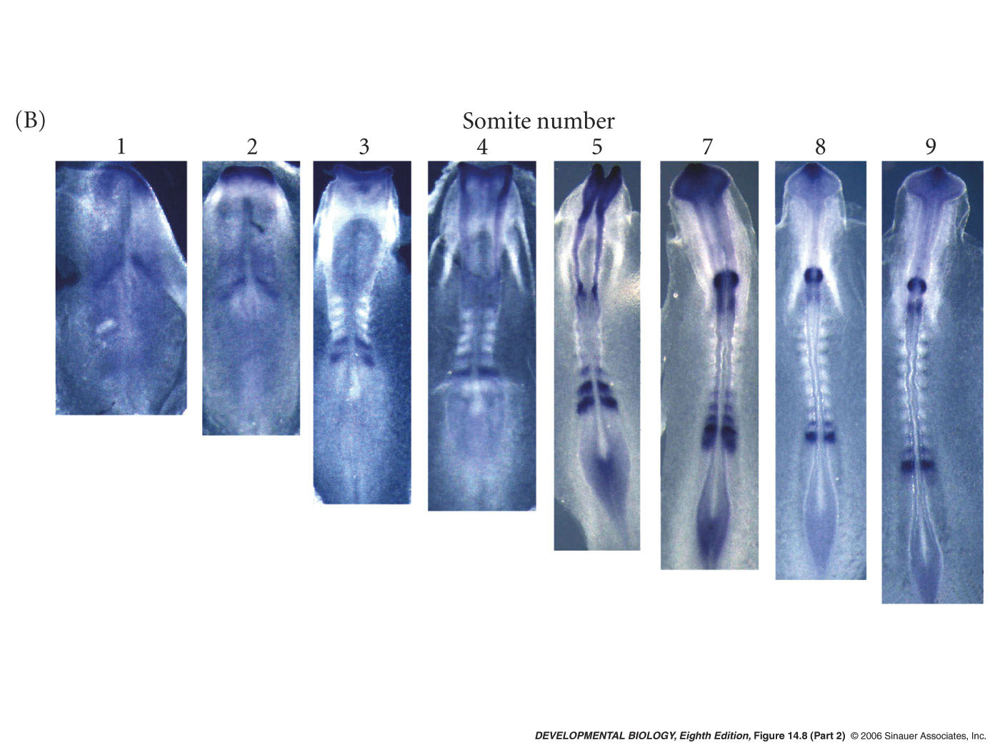 (B)
Somite number
1 2 3 4 5 7 8 9
DEVELOPMENTAL BIOLOGY, Eighth Edition, Figure 14.8 (Part 2) © 2006 Sinauer Associates, Inc.